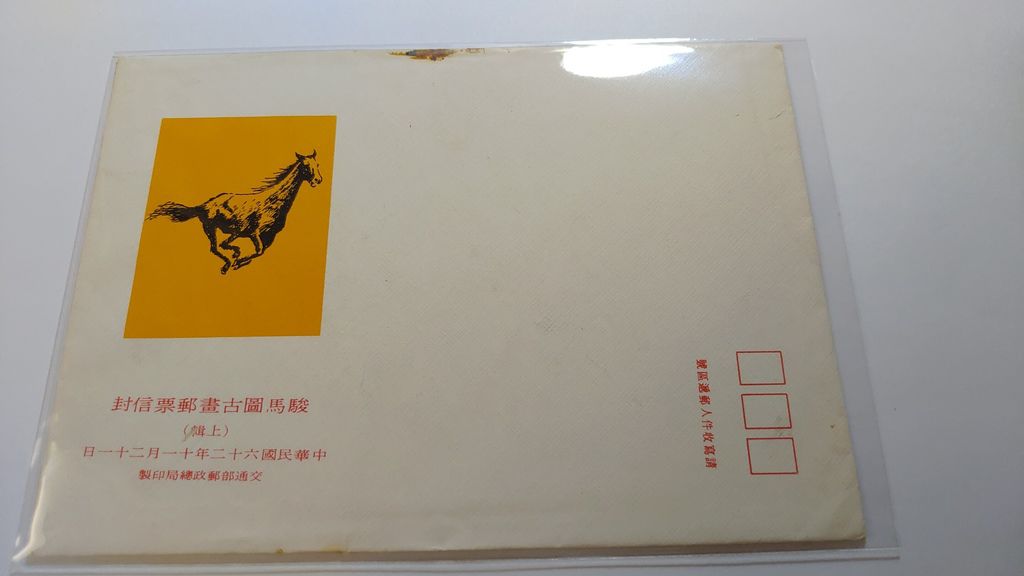 駿馬圖古畫郵票信封
(上輯)
中華民國六十二年十一月二十一日
交通部郵政總局印製
請寫收件人郵遞區號